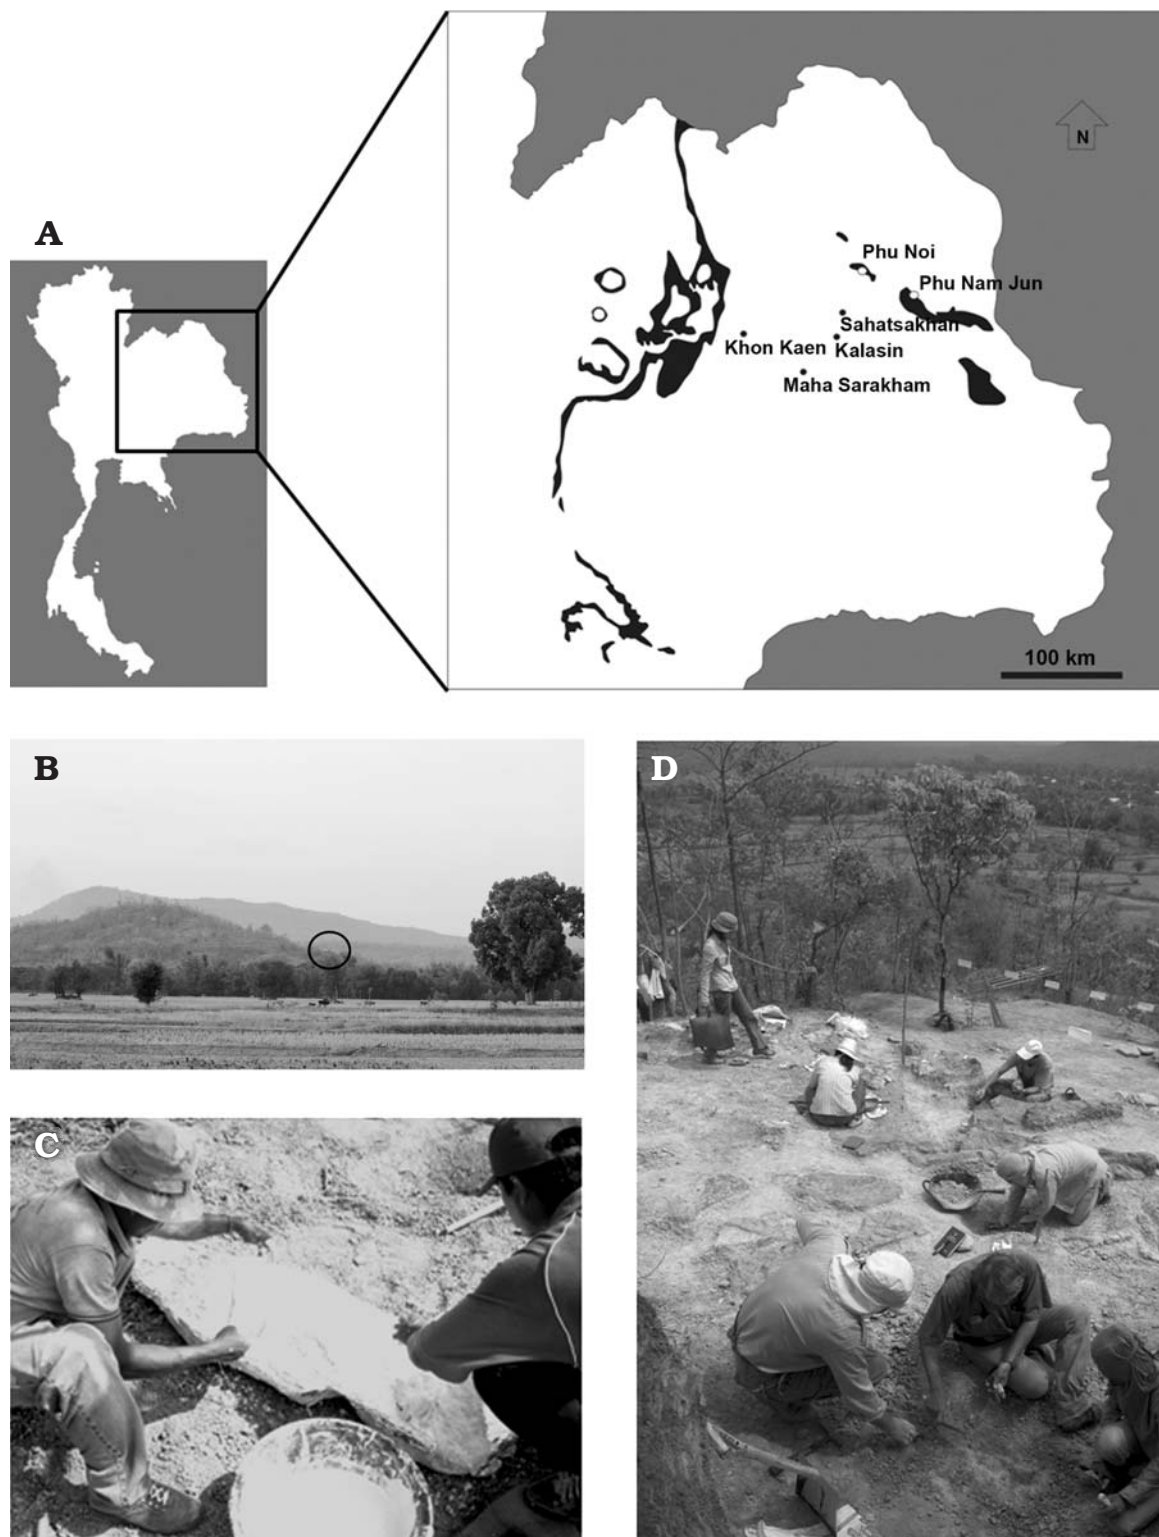 A
N
Phu Noi
Phu Nam Jun
Sahatsakhan
Khon Kaen
Kalasin
Maha Sarakham
100 km
B
D
C